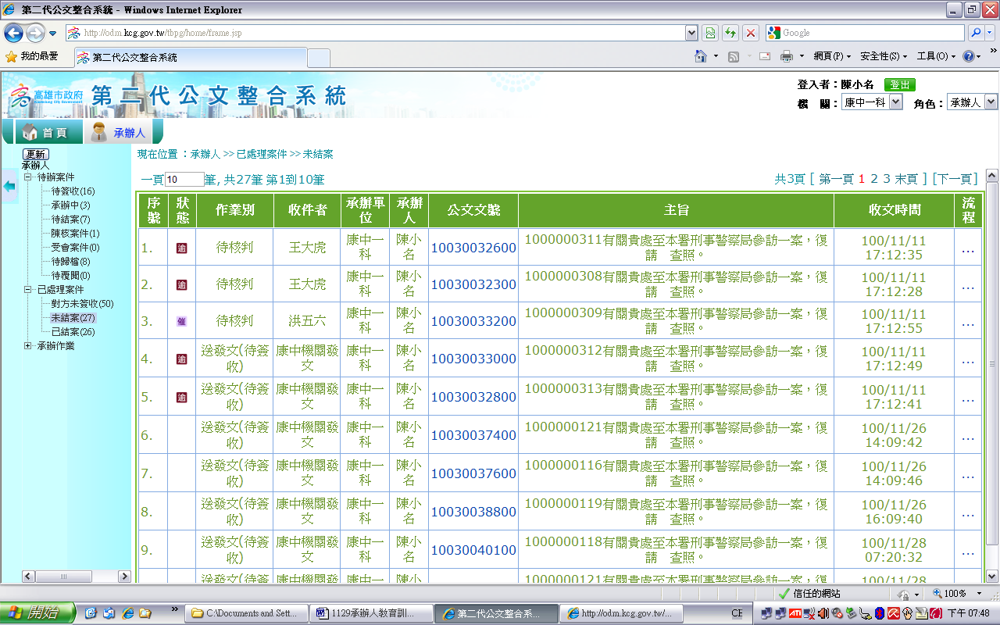 第二代公文整合系統 - Windows Internet Explorer
http://odm.kcg.gov.tw/tbpg/home/frame.jsp
Google
我的最愛
第二代公文整合系統
網頁(P) 安全性(S) 工具(O)
高雄市政府
Kaohsiung City Government
第二代公文整合系統
登入者：陳小名 登出
機　關： 康中一科 角色： 承辦人
首頁 承辦人
更新
承辦人
待辦案件
待簽收(16)
承辦中(3)
待結案(7)
陳核案件(1)
受會案件(0)
待歸檔(8)
待覆閱(0)
已處理案件
對方未簽收(50)
未結案(27)
已結案(26)
承辦作業
現在位置 ：承辦人 >> 已處理案件 >> 未結案
一頁 10 筆, 共27筆 第1到10筆
共3頁 [ 第一頁 1 2 3 末頁 ] [下一頁]
序號 狀態 作業別 收件者 承辦單位 承辦人 公文文號 主旨 收文時間 流程
1. 逾 待核判 王大虎 康中一科 陳小名 10030032600 1000000311有關貴處至本署刑事警察局參訪一案，復請　查照。 100/11/11 17:12:35 ...
2. 逾 待核判 王大虎 康中一科 陳小名 10030032300 1000000308有關貴處至本署刑事警察局參訪一案，復請　查照。 100/11/11 17:12:28 ...
3. 催 待核判 洪五六 康中一科 陳小名 10030033200 1000000309有關貴處至本署刑事警察局參訪一案，復請　查照。 100/11/11 17:12:55 ...
4. 逾 送發文(待簽收) 康中機關發文 康中一科 陳小名 10030033000 1000000312有關貴處至本署刑事警察局參訪一案，復請　查照。 100/11/11 17:12:49 ...
5. 逾 送發文(待簽收) 康中機關發文 康中一科 陳小名 10030032800 1000000313有關貴處至本署刑事警察局參訪一案，復請　查照。 100/11/11 17:12:41 ...
6. 送發文(待簽收) 康中機關發文 康中一科 陳小名 10030037400 1000000121有關貴處至本署刑事警察局參訪一案，復請　查照。 100/11/26 14:09:42 ...
7. 送發文(待簽收) 康中機關發文 康中一科 陳小名 10030037600 1000000116有關貴處至本署刑事警察局參訪一案，復請　查照。 100/11/26 14:09:46 ...
8. 送發文(待簽收) 康中機關發文 康中一科 陳小名 10030038800 1000000119有關貴處至本署刑事警察局參訪一案，復請　查照。 100/11/26 16:09:40 ...
9. 送發文(待簽收) 康中機關發文 康中一科 陳小名 10030040100 1000000118有關貴處至本署刑事警察局參訪一案，復請　查照。 100/11/28 07:20:32 ...
送發文(待簽 康中機關發 康中一 陳小 1000000121有關貴處至本署刑事警察局參訪一案，復 100/11/28
信任的網站 100%
開始 C:\Documents and Sett... 1129承辦人教育訓... 第二代公文整合系... http://odm.kcg.gov.tw/... CH 下午 07:48